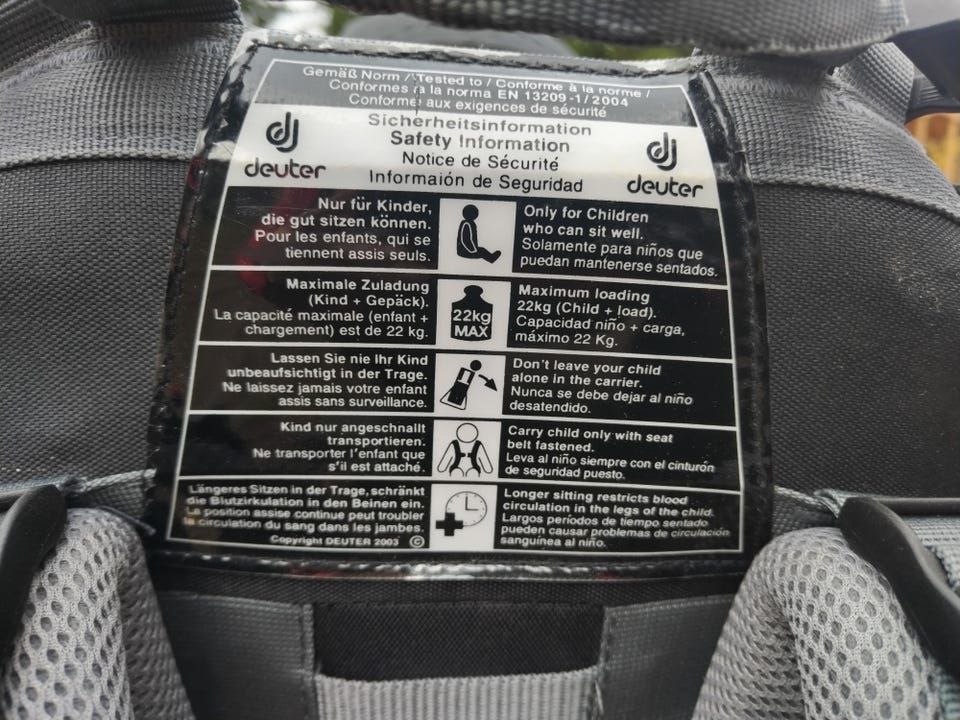 Gemäß Norm / Tested to / Conforme à la norme /
Conformes a la norma EN 13209-1/2004
Conforme aux exigences de sécurité
Sicherheitsinformation
Safety Information
Notice de Sécurité
Informaión de Seguridad
deuter
deuter
Nur für Kinder,
die gut sitzen können.
Pour les enfants, qui se
tiennent assis seuls.
Only for Children
who can sit well.
Solamente para niños que
puedan mantenerse sentados.
Maximale Zuladung
(Kind + Gepäck).
La capacité maximale (enfant +
chargement) est de 22 kg.
22kg
MAX
Maximum loading
22kg (Child + load).
Capacidad niño + carga,
máximo 22 Kg.
Lassen Sie nie Ihr Kind
unbeaufsichtigt in der Trage.
Ne laissez jamais votre enfant
assis sans surveillance.
Don't leave your child
alone in the carrier.
Nunca se debe dejar al niño
desatendido.
Kind nur angeschnallt
transportieren.
Ne transporter l'enfant que
s'il est attaché.
Carry child only with seat
belt fastened.
Leva al niño siempre con el cinturón
de seguridad puesto.
Längeres Sitzen in der Trage, schränkt
die Blutzirkulation in den Beinen ein.
La position assise continue peut troubler
la circulation du sang dans les jambes.
Copyright DEUTER 2003 ©
Longer sitting restricts blood
circulation in the legs of the child.
Largos períodos de tiempo sentado
pueden causar problemas de circulación
sanguínea al niño.